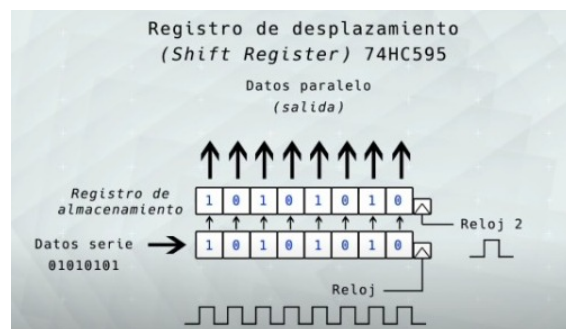 Registro de desplazamiento
(Shift Register) 74HC595
Datos paralelo
(salida)
Registro de
almacenamiento
1 0 1 0 1 0 1 0
Reloj 2
Datos serie
01010101
1 0 1 0 1 0 1 0
Reloj